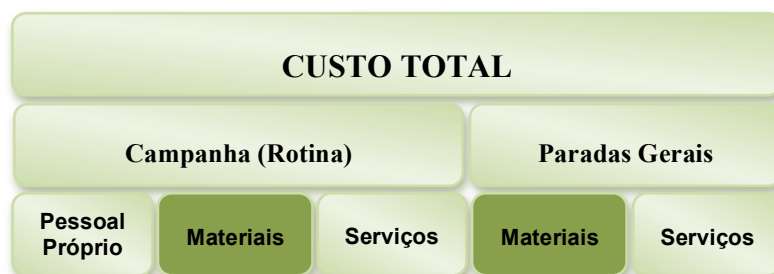 CUSTO TOTAL
Campanha (Rotina)
Paradas Gerais
Pessoal
Próprio
Materiais
Serviços
Materiais
Serviços